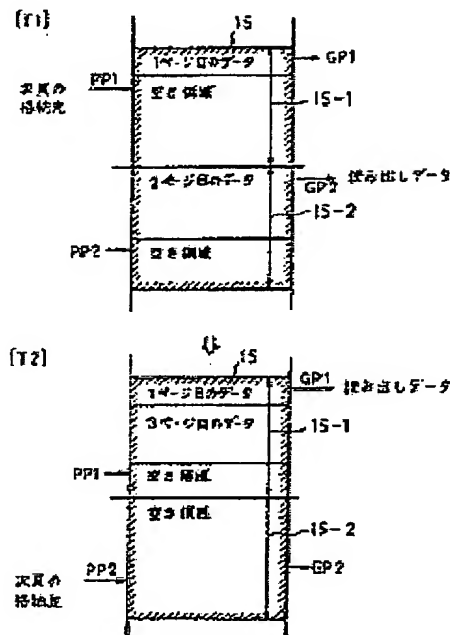 [T1]
15
1ページ目のデータ
GP1
PP1
次頁の
格納先
空き領域
15-1
2ページ目のデータ
GP2
読み出しデータ
15-2
PP2
空き領域
[T2]
15
GP1
読み出しデータ
1ページ目のデータ
3ページ目のデータ
15-1
PP1
空き領域
空き領域
15-2
PP2
次頁の
格納先
GP2